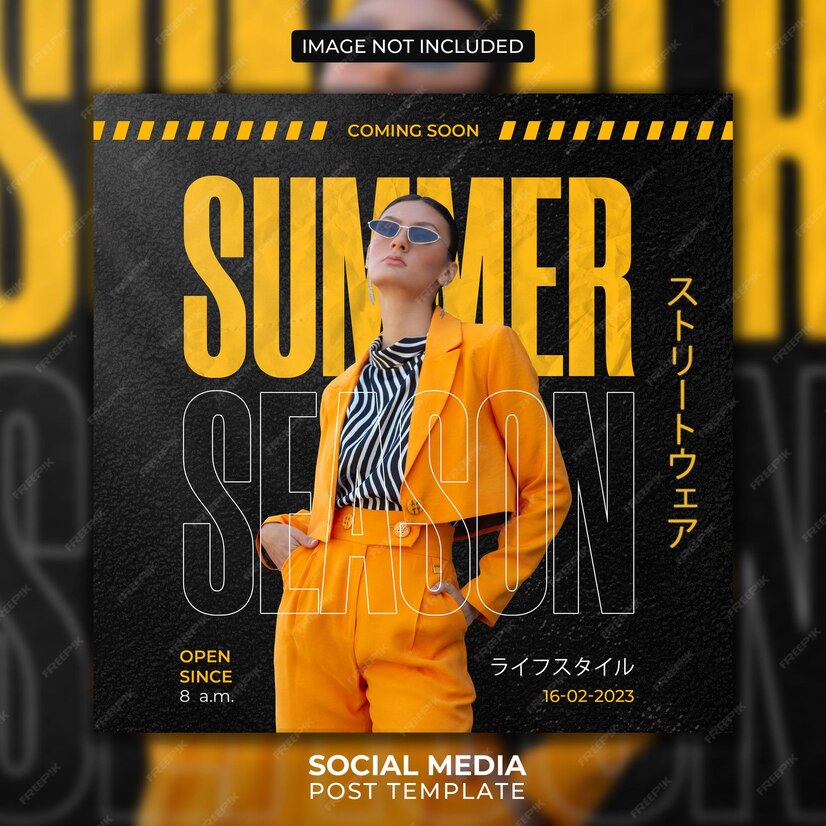 IMAGE NOT INCLUDED
COMING SOON
SUMMER
SEASON
ストリートウェア
OPEN
SINCE
8 a.m.
ライフスタイル
16-02-2023
SOCIAL MEDIA
POST TEMPLATE